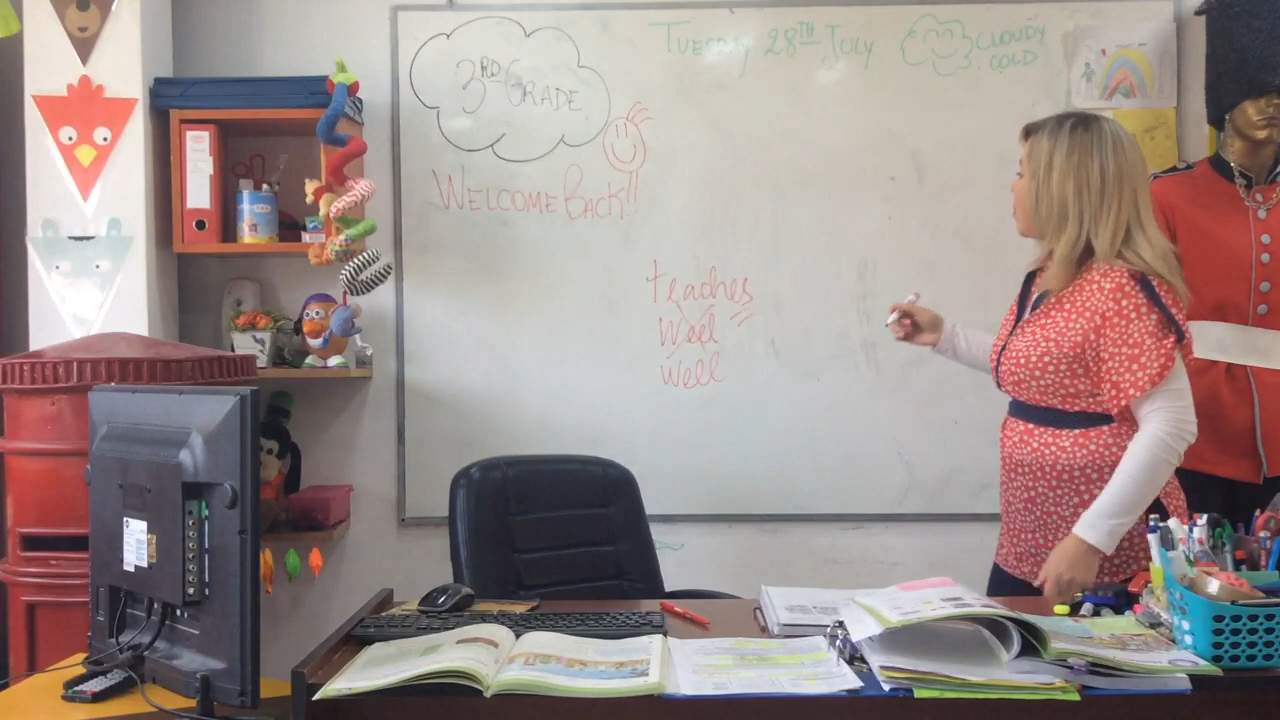 3RD GRADE
WELCOME BACK!!
TUESDAY 28TH JULY
CLOUDY
COLD
teaches
Weel
Well